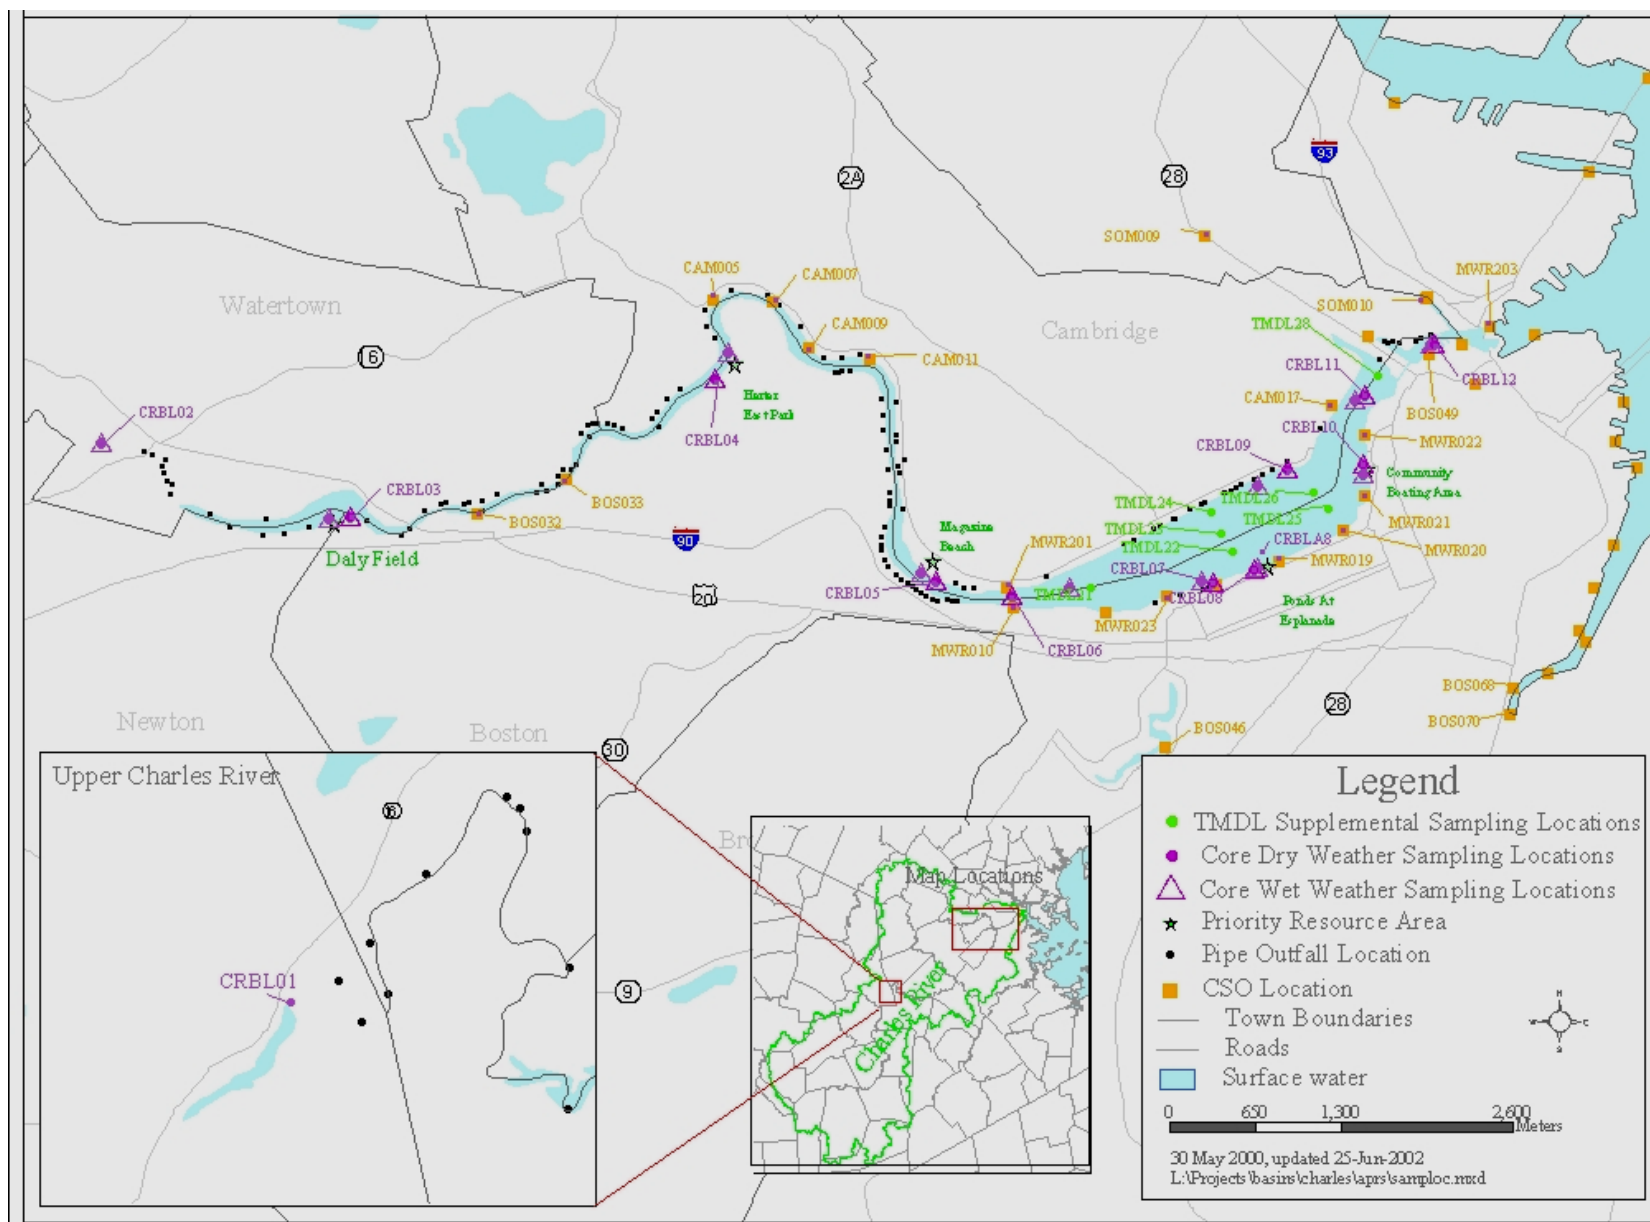 2A
28
93
SOM009
CAM005
CAM007
MWR203
Watertown
SOM010
CAM009
Cambridge
TMDL28
16
CAM011
CRBL11
CRBL12
Harter
East Park
CAM017
BOS049
CRBL02
CRBL04
CRBL10
MWR022
CRBL09
Community
Boating Area
CRBL03
BOS033
TMDL24
TMDL26
MWR021
BOS032
TMDL25
Magazine
Beach
90
MWR201
TMDL22
CRBLA8
MWR020
Daly Field
CRBL07
MWR019
20
CRBL05
CRBL08
Ponds At
Esplanade
MWR023
MWR010
CRBL06
BOS068
28
BOS070
Newton
Boston
BOS046
30
Upper Charles River
16
CRBL01
9
Map Locations
Charles River
Legend
TMDL Supplemental Sampling Locations
Core Dry Weather Sampling Locations
Core Wet Weather Sampling Locations
Priority Resource Area
Pipe Outfall Location
CSO Location
Town Boundaries
Roads
Surface water
0 650 1,300 2,600
Meters
30 May 2000, updated 25-Jun-2002
L:\Projects\basins\charles\aprs\samploc.mxd